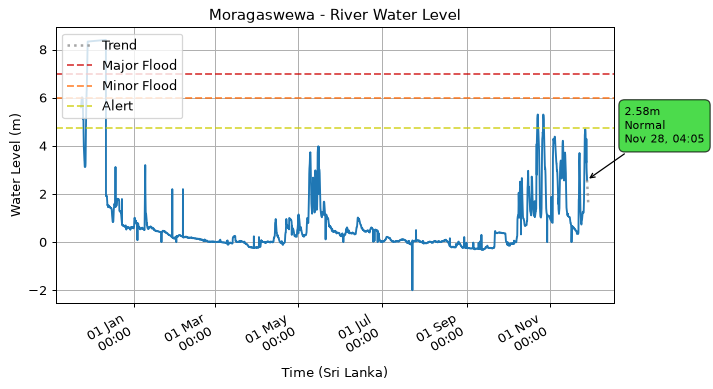 Moragaswewa - River Water Level
Trend
Major Flood
Minor Flood
Alert
2.58m
Normal
Nov 28, 04:05
Water Level (m)
8
6
4
2
0
−2
01 Jan
00:00
01 Mar
00:00
01 May
00:00
01 Jul
00:00
01 Sep
00:00
01 Nov
00:00
Time (Sri Lanka)